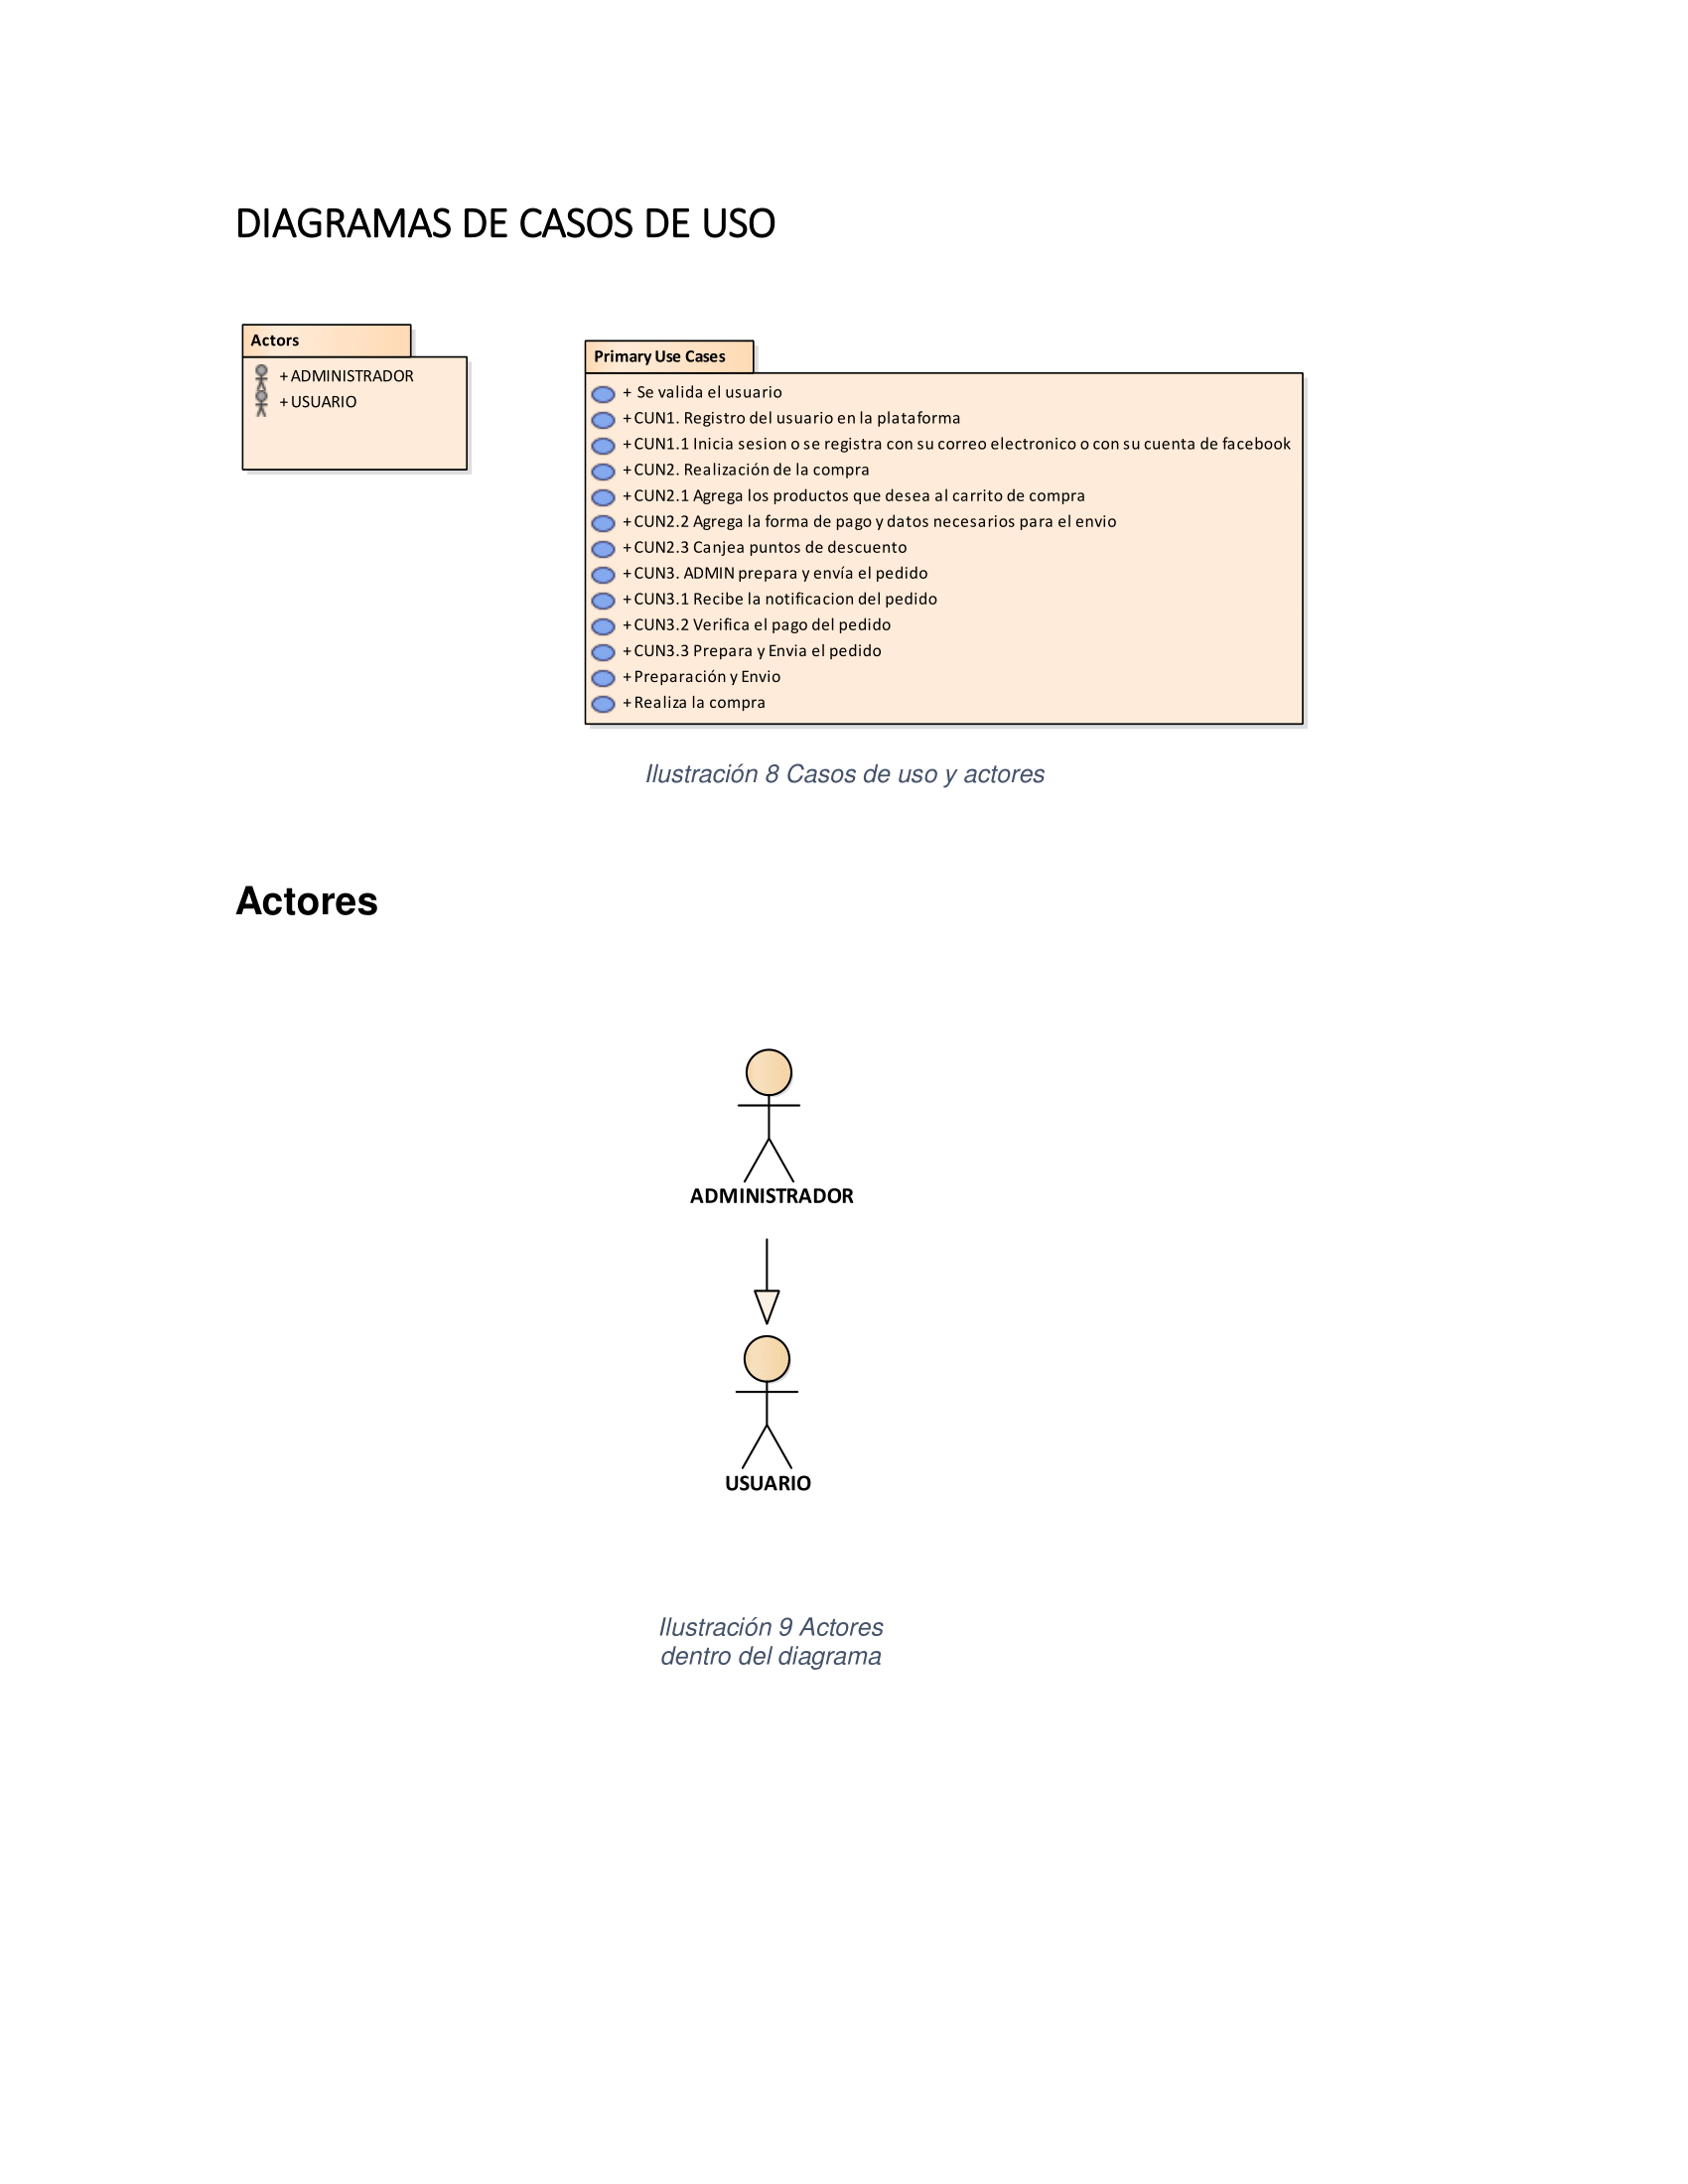 DIAGRAMAS DE CASOS DE USO
Actors
+ ADMINISTRADOR
+ USUARIO
Primary Use Cases
+ Se valida el usuario
+ CUN1. Registro del usuario en la plataforma
+ CUN1.1 Inicia sesion o se registra con su correo electronico o con su cuenta de facebook
+ CUN2. Realización de la compra
+ CUN2.1 Agrega los productos que desea al carrito de compra
+ CUN2.2 Agrega la forma de pago y datos necesarios para el envio
+ CUN2.3 Canjea puntos de descuento
+ CUN3. ADMIN prepara y envía el pedido
+ CUN3.1 Recibe la notificacion del pedido
+ CUN3.2 Verifica el pago del pedido
+ CUN3.3 Prepara y Envia el pedido
+ Preparación y Envio
+ Realiza la compra
Ilustración 8 Casos de uso y actores
Actores
ADMINISTRADOR
USUARIO
Ilustración 9 Actores
dentro del diagrama